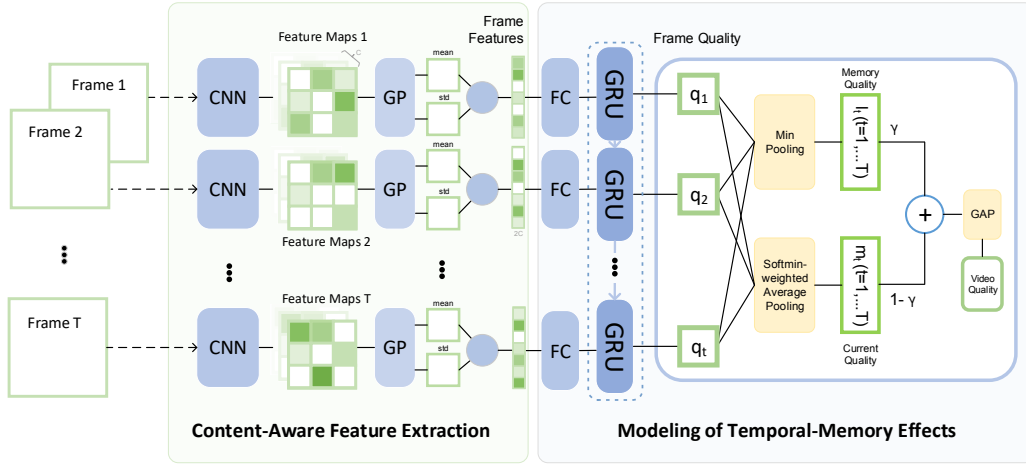 Frame 1
Frame 2
Frame T
CNN
Feature Maps 1
C
GP
mean
std
Frame
Features
CNN
Feature Maps 2
GP
mean
std
2C
CNN
Feature Maps T
GP
mean
std
Content-Aware Feature Extraction
FC
GRU
FC
GRU
FC
GRU
Frame Quality
q1
q2
qt
Min
Pooling
Softmin-
weighted
Average
Pooling
Memory
Quality
lt (t=1,
... T)
γ
mt (t=1,
... T)
Current
Quality
1- γ
+
GAP
Video
Quality
Modeling of Temporal-Memory Effects